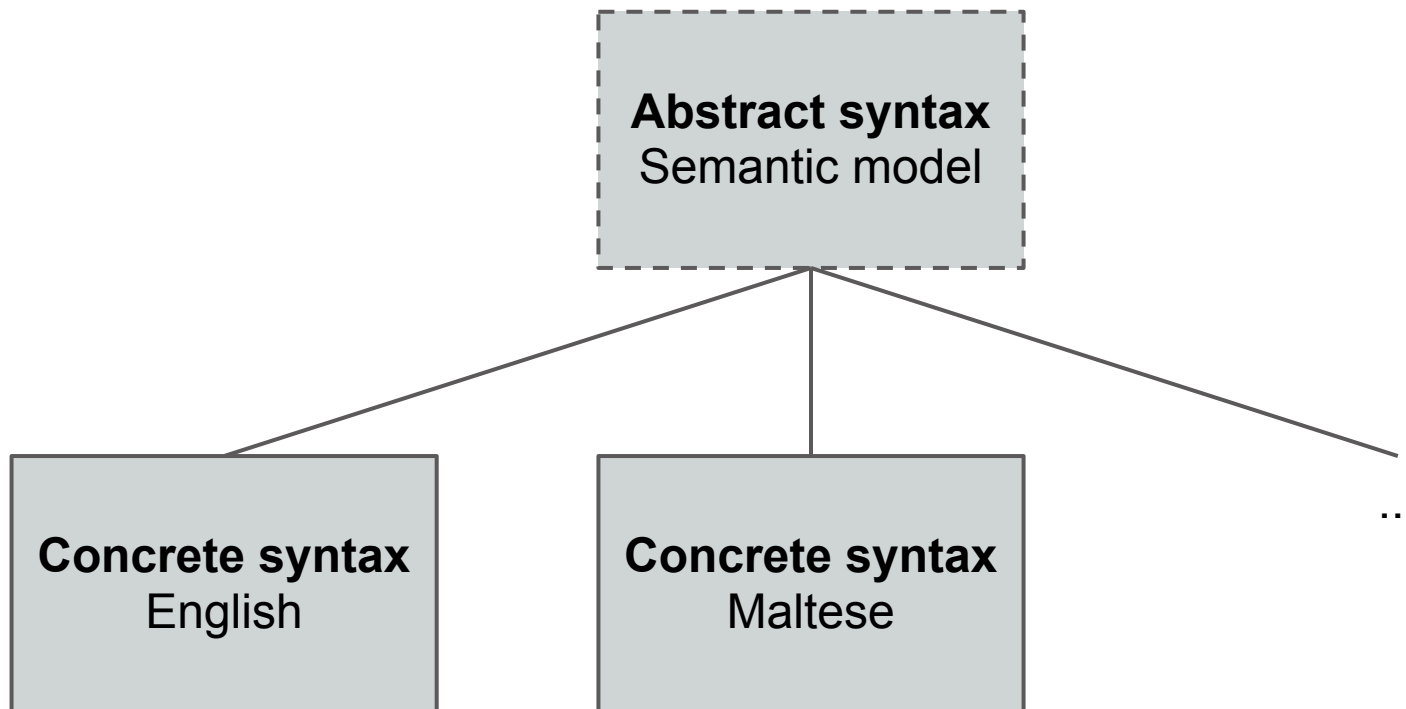 Abstract syntax
Semantic model
Concrete syntax
English
Concrete syntax
Maltese
..